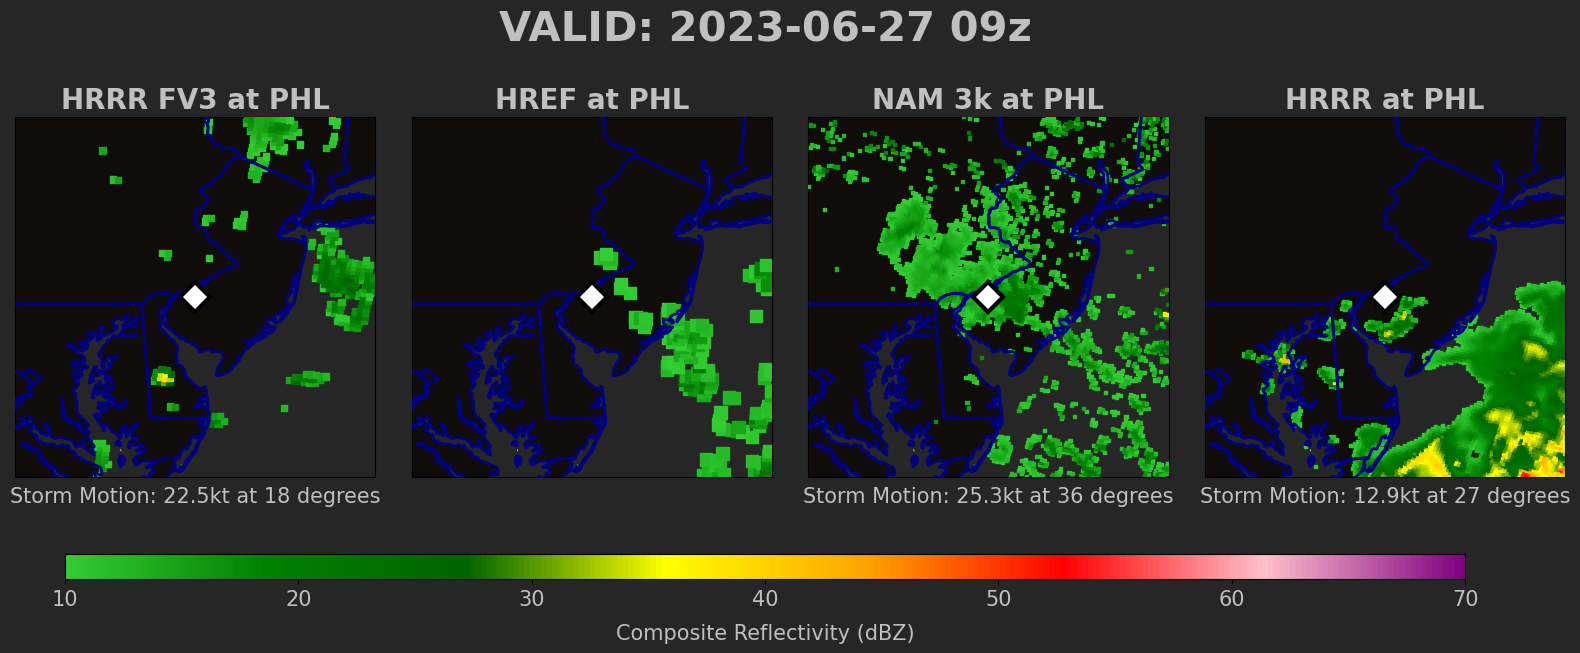 VALID: 2023-06-27 09z
HRRR FV3 at PHL
HREF at PHL
NAM 3k at PHL
HRRR at PHL
Storm Motion: 22.5kt at 18 degrees
Storm Motion: 25.3kt at 36 degrees
Storm Motion: 12.9kt at 27 degrees
10 20 30 40 50 60 70
Composite Reflectivity (dBZ)